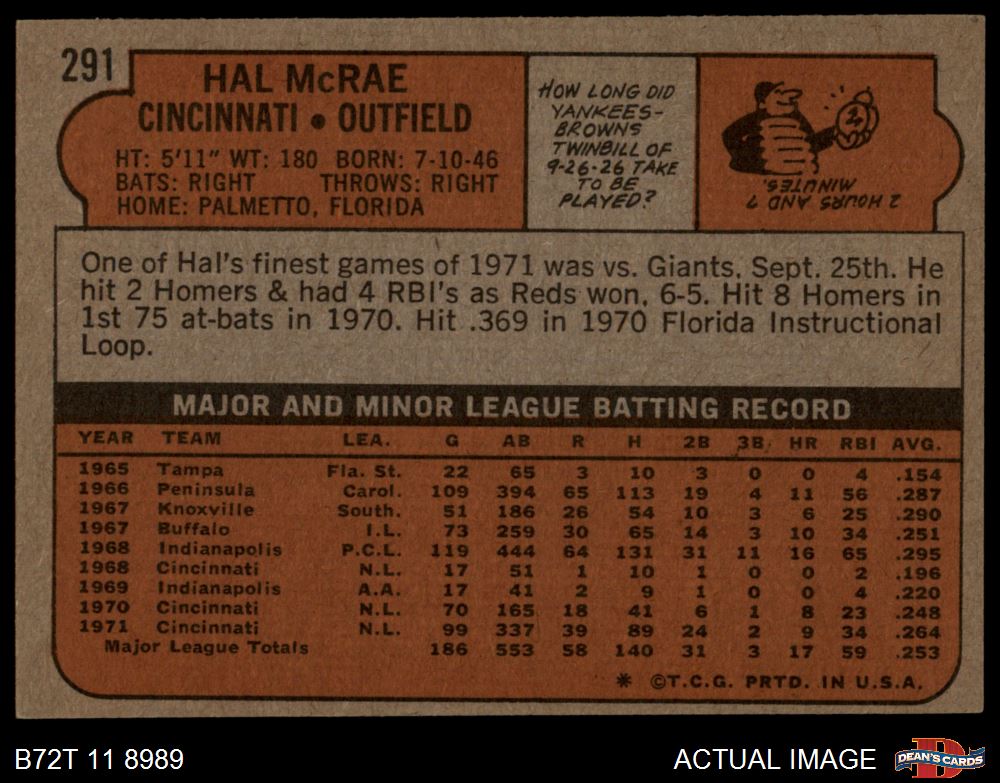 291
HAL McRAE
CINCINNATI • OUTFIELD
HT: 5'11" WT: 180 BORN: 7-10-46
BATS: RIGHT THROWS: RIGHT
HOME: PALMETTO, FLORIDA
HOW LONG DID
YANKEES-
BROWNS
TWINBILL OF
9-26-26 TAKE
TO BE
PLAYED?
2 HOURS AND 7
MINUTES.
One of Hal's finest games of 1971 was vs. Giants, Sept. 25th. He
hit 2 Homers & had 4 RBI's as Reds won, 6-5. Hit 8 Homers in
1st 75 at-bats in 1970. Hit .369 in 1970 Florida Instructional
Loop.
MAJOR AND MINOR LEAGUE BATTING RECORD
YEAR TEAM LEA. G AB R H 2B 3B HR RBI AVG.
1965 Tampa Fla. St. 22 65 3 10 3 0 0 4 .154
1966 Peninsula Carol. 109 394 65 113 19 4 11 56 .287
1967 Knoxville South. 51 186 26 54 10 3 6 25 .290
1967 Buffalo I.L. 73 259 30 65 14 3 10 34 .251
1968 Indianapolis P.C.L. 119 444 64 131 31 11 16 65 .295
1968 Cincinnati N.L. 17 51 1 10 1 0 0 2 .196
1969 Indianapolis A.A. 17 41 2 9 1 0 0 4 .220
1970 Cincinnati N.L. 70 165 18 41 6 1 8 23 .248
1971 Cincinnati N.L. 99 337 39 89 24 2 9 34 .264
Major League Totals 186 553 58 140 31 3 17 59 .253
* ©T.C.G. PRTD. IN U.S.A.
B72T 11 8989
ACTUAL IMAGE
D
DEAN'S CARDS